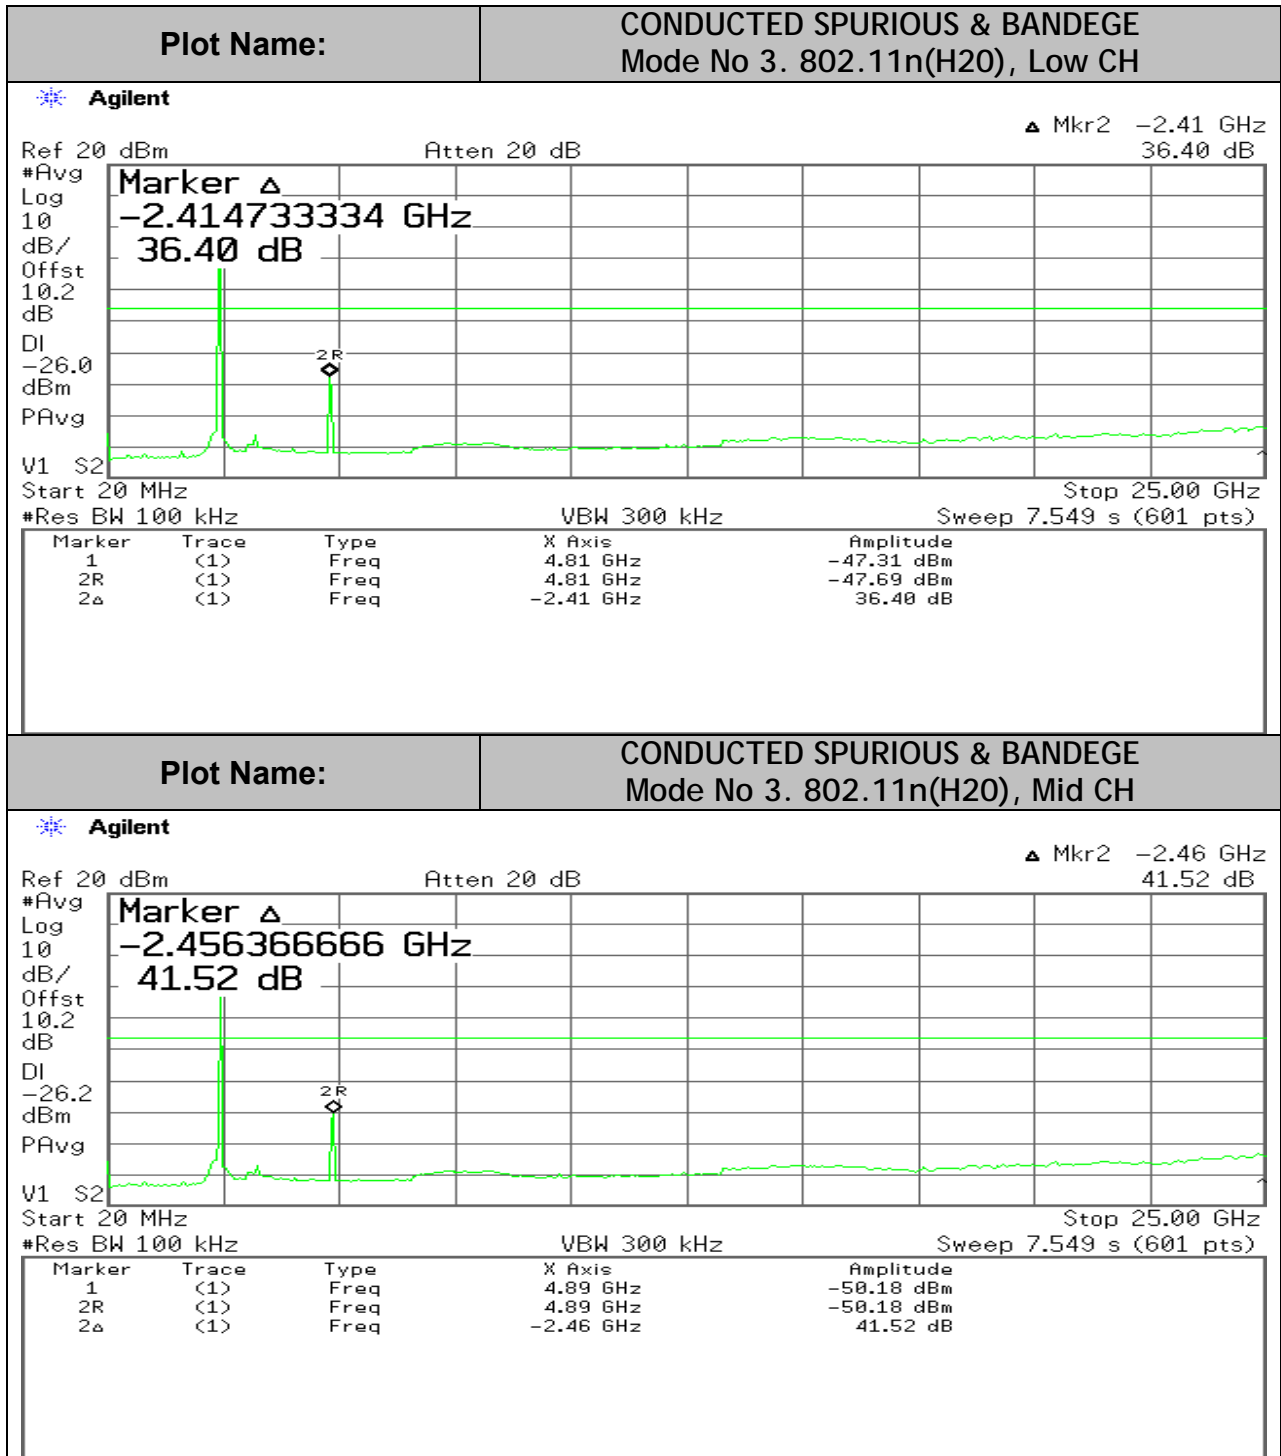 Plot Name:
CONDUCTED SPURIOUS & BANDEGE
Mode No 3. 802.11n(H20), Low CH
Agilent
Δ Mkr2 -2.41 GHz
Ref 20 dBm Atten 20 dB 36.40 dB
#Avg
Log
10
dB/
Offst
10.2
dB
DI
-26.0
dBm
PAvg
V1 S2
Marker Δ
-2.414733334 GHz
36.40 dB
2R
Start 20 MHz Stop 25.00 GHz
#Res BW 100 kHz VBW 300 kHz Sweep 7.549 s (601 pts)
Marker Trace Type X Axis Amplitude
1 (1) Freq 4.81 GHz -47.31 dBm
2R (1) Freq 4.81 GHz -47.69 dBm
2Δ (1) Freq -2.41 GHz 36.40 dB
Plot Name:
CONDUCTED SPURIOUS & BANDEGE
Mode No 3. 802.11n(H20), Mid CH
Agilent
Δ Mkr2 -2.46 GHz
Ref 20 dBm Atten 20 dB 41.52 dB
#Avg
Log
10
dB/
Offst
10.2
dB
DI
-26.2
dBm
PAvg
V1 S2
Marker Δ
-2.456366666 GHz
41.52 dB
2R
Start 20 MHz Stop 25.00 GHz
#Res BW 100 kHz VBW 300 kHz Sweep 7.549 s (601 pts)
Marker Trace Type X Axis Amplitude
1 (1) Freq 4.89 GHz -50.18 dBm
2R (1) Freq 4.89 GHz -50.18 dBm
2Δ (1) Freq -2.46 GHz 41.52 dB